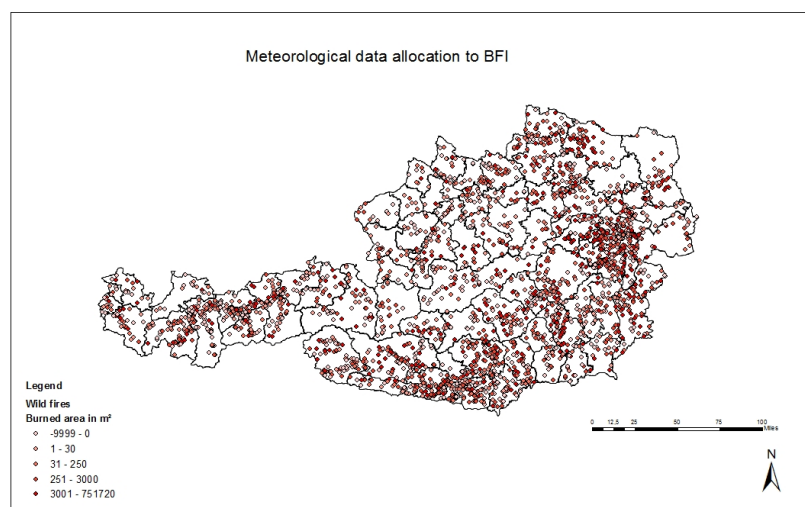 Meteorological data allocation to BFI
Legend
Wild fires
Burned area in m²
-9999 - 0
1 - 30
31 - 250
251 - 3000
3001 - 751720
0 12,5 25 50 75 100
Miles
N